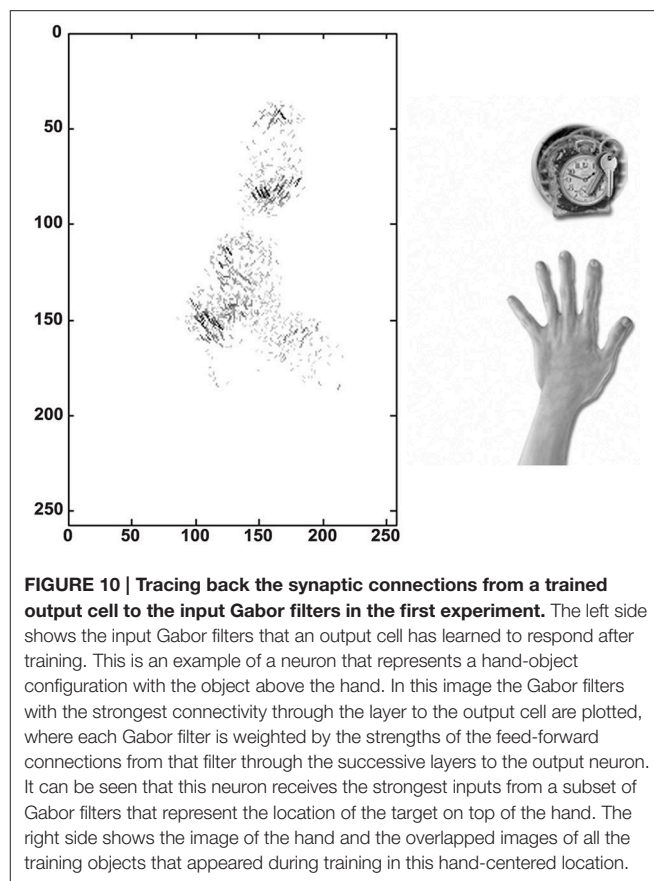 0
50
100
150
200
250
0 50 100 150 200 250
FIGURE 10 | Tracing back the synaptic connections from a trained
output cell to the input Gabor filters in the first experiment. The left side
shows the input Gabor filters that an output cell has learned to respond after
training. This is an example of a neuron that represents a hand-object
configuration with the object above the hand. In this image the Gabor filters
with the strongest connectivity through the layer to the output cell are plotted,
where each Gabor filter is weighted by the strengths of the feed-forward
connections from that filter through the successive layers to the output neuron.
It can be seen that this neuron receives the strongest inputs from a subset of
Gabor filters that represent the location of the target on top of the hand. The
right side shows the image of the hand and the overlapped images of all the
training objects that appeared during training in this hand-centered location.